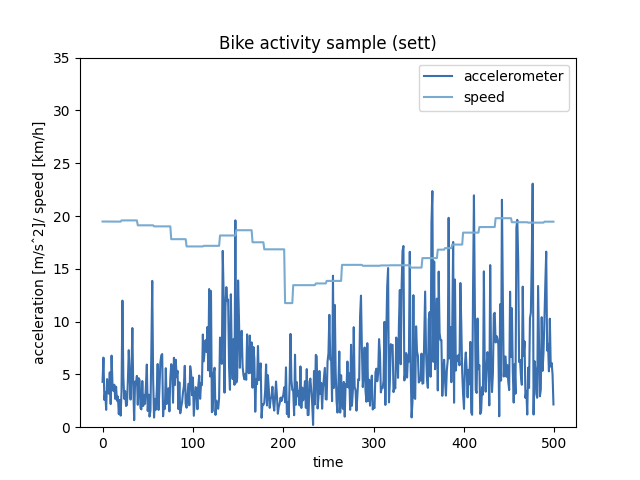 Bike activity sample (sett)
accelerometer
speed
acceleration [m/s^2]/ speed [km/h]
35
30
25
20
15
10
5
0
0 100 200 300 400 500
time